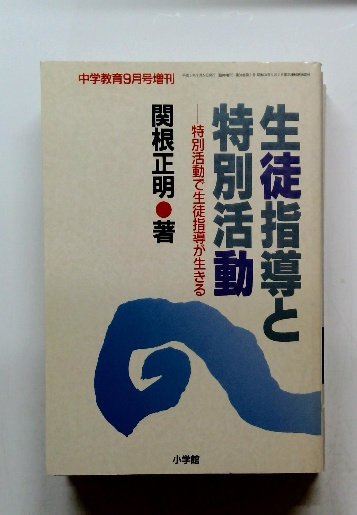 中学教育9月号増刊
生徒指導と
特別活動
―特別活動で生徒指導が生きる
関根正明●著
小学館